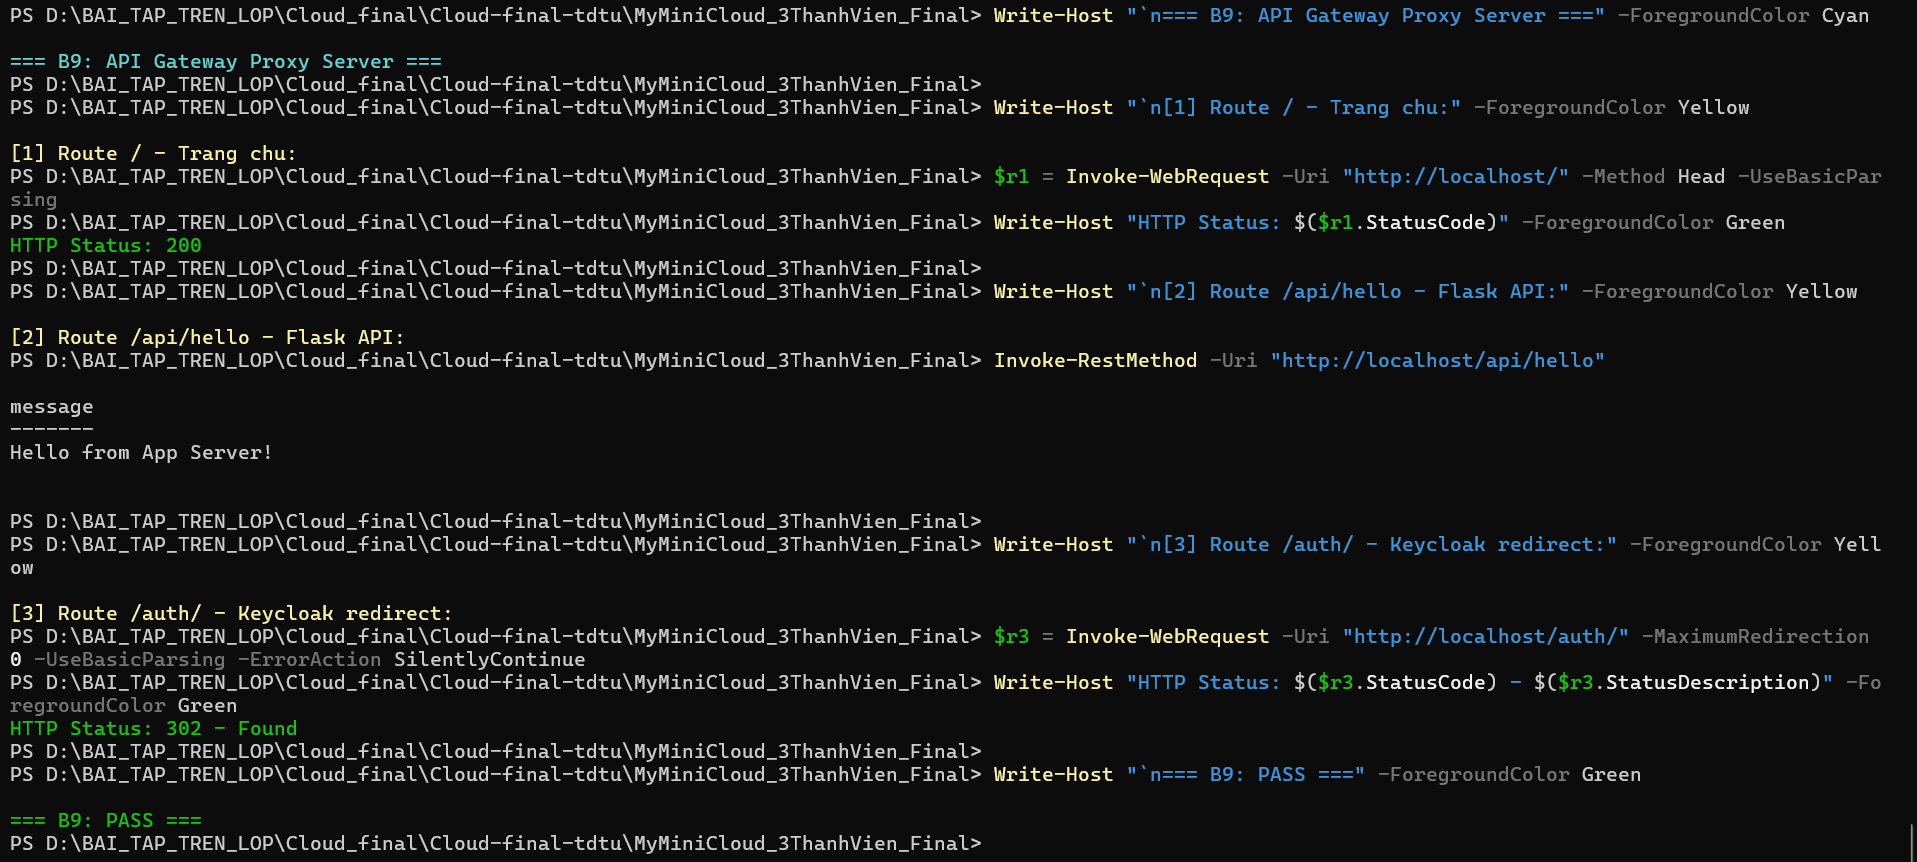 PS D:\BAI_TAP_TREN_LOP\Cloud_final\Cloud-final-tdtu\MyMiniCloud_3ThanhVien_Final> Write-Host "`n=== B9: API Gateway Proxy Server ===" -ForegroundColor Cyan
=== B9: API Gateway Proxy Server ===
PS D:\BAI_TAP_TREN_LOP\Cloud_final\Cloud-final-tdtu\MyMiniCloud_3ThanhVien_Final>
PS D:\BAI_TAP_TREN_LOP\Cloud_final\Cloud-final-tdtu\MyMiniCloud_3ThanhVien_Final> Write-Host "`n[1] Route / - Trang chu:" -ForegroundColor Yellow
[1] Route / - Trang chu:
PS D:\BAI_TAP_TREN_LOP\Cloud_final\Cloud-final-tdtu\MyMiniCloud_3ThanhVien_Final> $r1 = Invoke-WebRequest -Uri "http://localhost/" -Method Head -UseBasicPar
sing
PS D:\BAI_TAP_TREN_LOP\Cloud_final\Cloud-final-tdtu\MyMiniCloud_3ThanhVien_Final> Write-Host "HTTP Status: $($r1.StatusCode)" -ForegroundColor Green
HTTP Status: 200
PS D:\BAI_TAP_TREN_LOP\Cloud_final\Cloud-final-tdtu\MyMiniCloud_3ThanhVien_Final>
PS D:\BAI_TAP_TREN_LOP\Cloud_final\Cloud-final-tdtu\MyMiniCloud_3ThanhVien_Final> Write-Host "`n[2] Route /api/hello - Flask API:" -ForegroundColor Yellow
[2] Route /api/hello - Flask API:
PS D:\BAI_TAP_TREN_LOP\Cloud_final\Cloud-final-tdtu\MyMiniCloud_3ThanhVien_Final> Invoke-RestMethod -Uri "http://localhost/api/hello"
message
-------
Hello from App Server!
PS D:\BAI_TAP_TREN_LOP\Cloud_final\Cloud-final-tdtu\MyMiniCloud_3ThanhVien_Final>
PS D:\BAI_TAP_TREN_LOP\Cloud_final\Cloud-final-tdtu\MyMiniCloud_3ThanhVien_Final> Write-Host "`n[3] Route /auth/ - Keycloak redirect:" -ForegroundColor Yell
ow
[3] Route /auth/ - Keycloak redirect:
PS D:\BAI_TAP_TREN_LOP\Cloud_final\Cloud-final-tdtu\MyMiniCloud_3ThanhVien_Final> $r3 = Invoke-WebRequest -Uri "http://localhost/auth/" -MaximumRedirection
0 -UseBasicParsing -ErrorAction SilentlyContinue
PS D:\BAI_TAP_TREN_LOP\Cloud_final\Cloud-final-tdtu\MyMiniCloud_3ThanhVien_Final> Write-Host "HTTP Status: $($r3.StatusCode) - $($r3.StatusDescription)" -Fo
regroundColor Green
HTTP Status: 302 - Found
PS D:\BAI_TAP_TREN_LOP\Cloud_final\Cloud-final-tdtu\MyMiniCloud_3ThanhVien_Final>
PS D:\BAI_TAP_TREN_LOP\Cloud_final\Cloud-final-tdtu\MyMiniCloud_3ThanhVien_Final> Write-Host "`n=== B9: PASS ===" -ForegroundColor Green
=== B9: PASS ===
PS D:\BAI_TAP_TREN_LOP\Cloud_final\Cloud-final-tdtu\MyMiniCloud_3ThanhVien_Final>